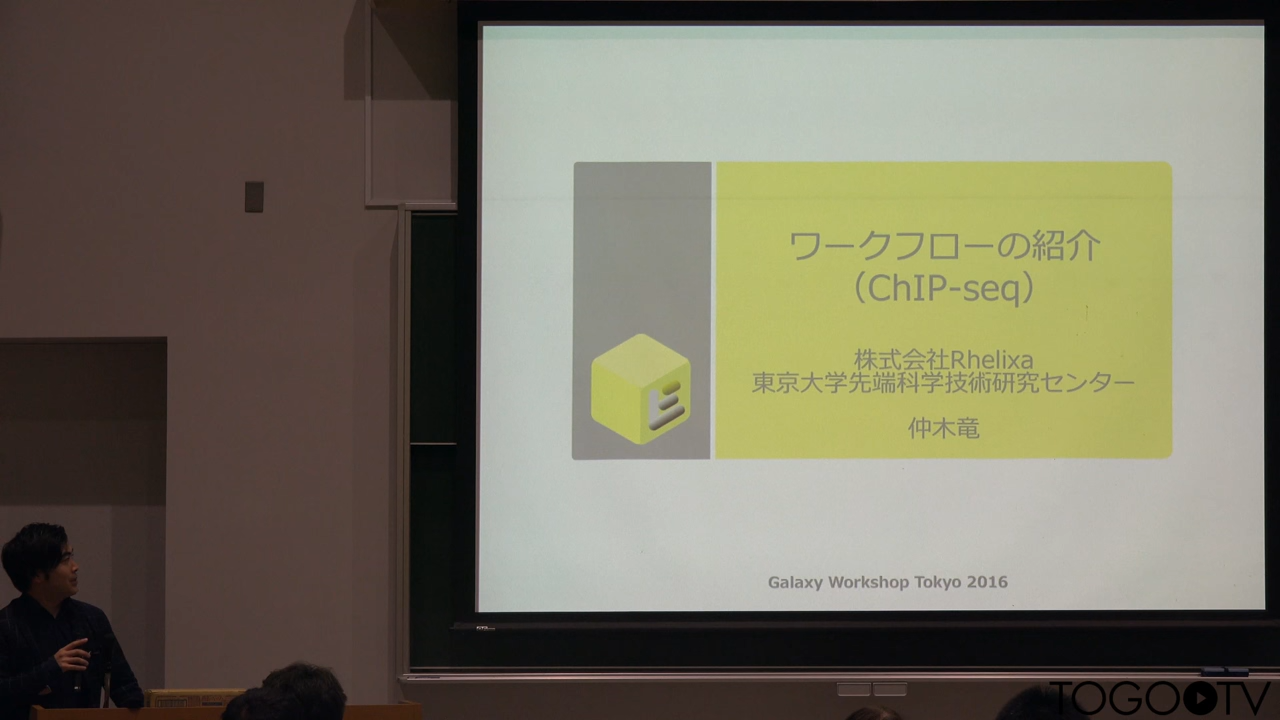 ワークフローの紹介
（ChIP-seq）
株式会社Rhelixa
東京大学先端科学技術研究センター
仲木竜
Galaxy Workshop Tokyo 2016
TOGOTV